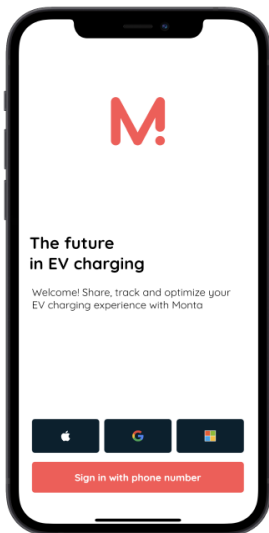 M
The future
in EV charging
Welcome! Share, track and optimize your
EV charging experience with Monta
Sign in with phone number